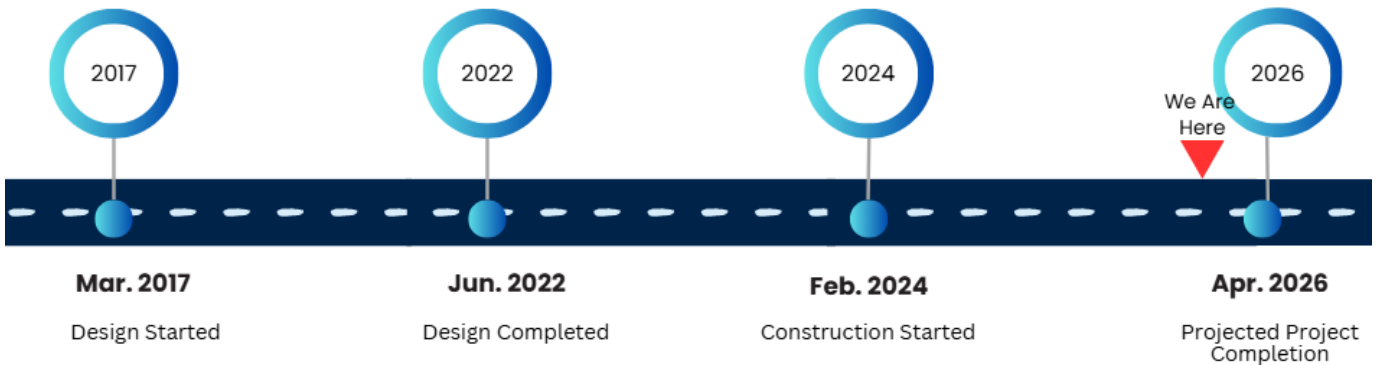 2017
2022
2024
2026
We Are
Here
Mar. 2017
Jun. 2022
Feb. 2024
Apr. 2026
Design Started
Design Completed
Construction Started
Projected Project
Completion